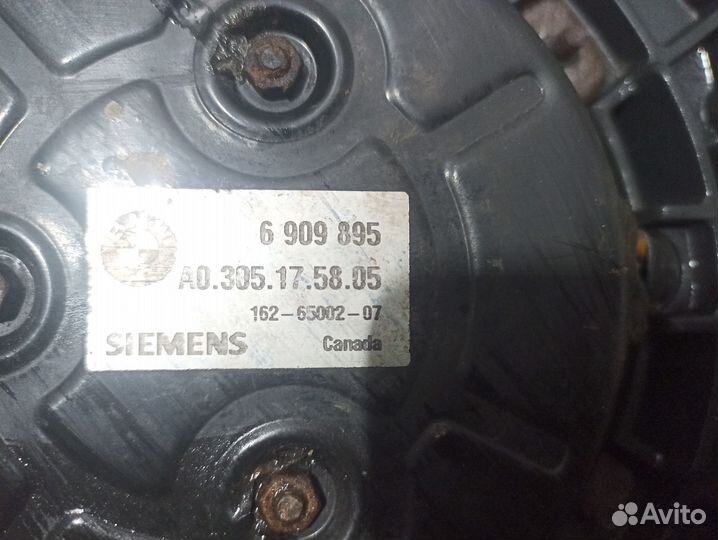 6 909 895
A0.305.17.58.05
162-65002-07
SIEMENS Canada
Avito